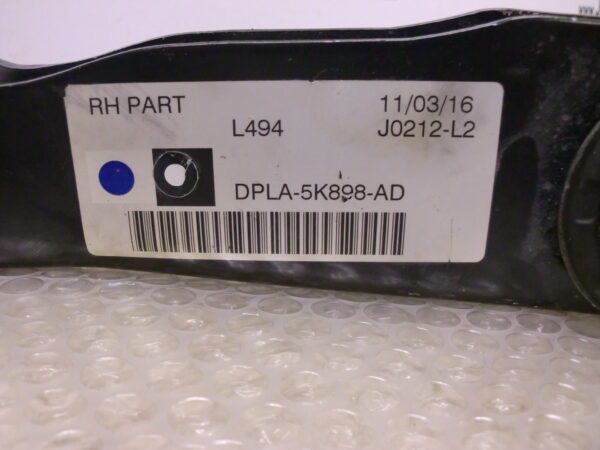 RH PART 11/03/16
L494 J0212-L2
DPLA-5K898-AD